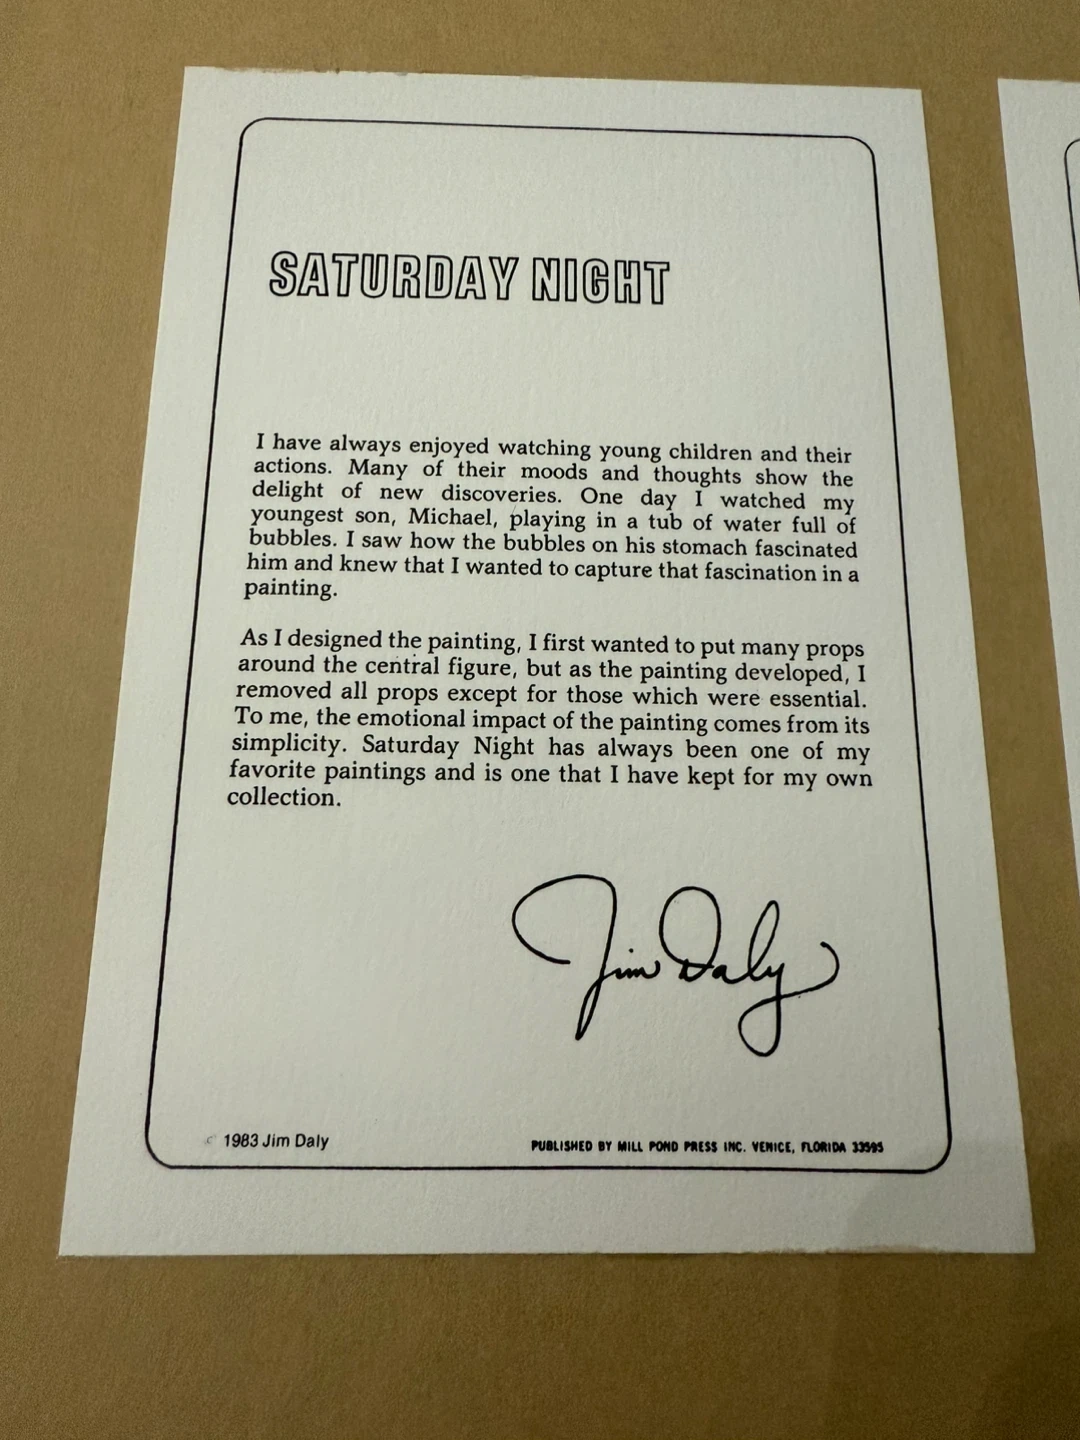 SATURDAY NIGHT
I have always enjoyed watching young children and their
actions. Many of their moods and thoughts show the
delight of new discoveries. One day I watched my
youngest son, Michael, playing in a tub of water full of
bubbles. I saw how the bubbles on his stomach fascinated
him and knew that I wanted to capture that fascination in a
painting.
As I designed the painting, I first wanted to put many props
around the central figure, but as the painting developed, I
removed all props except for those which were essential.
To me, the emotional impact of the painting comes from its
simplicity. Saturday Night has always been one of my
favorite paintings and is one that I have kept for my own
collection.
Jim Daly
© 1983 Jim Daly
PUBLISHED BY MILL POND PRESS INC. VENICE, FLORIDA 33595